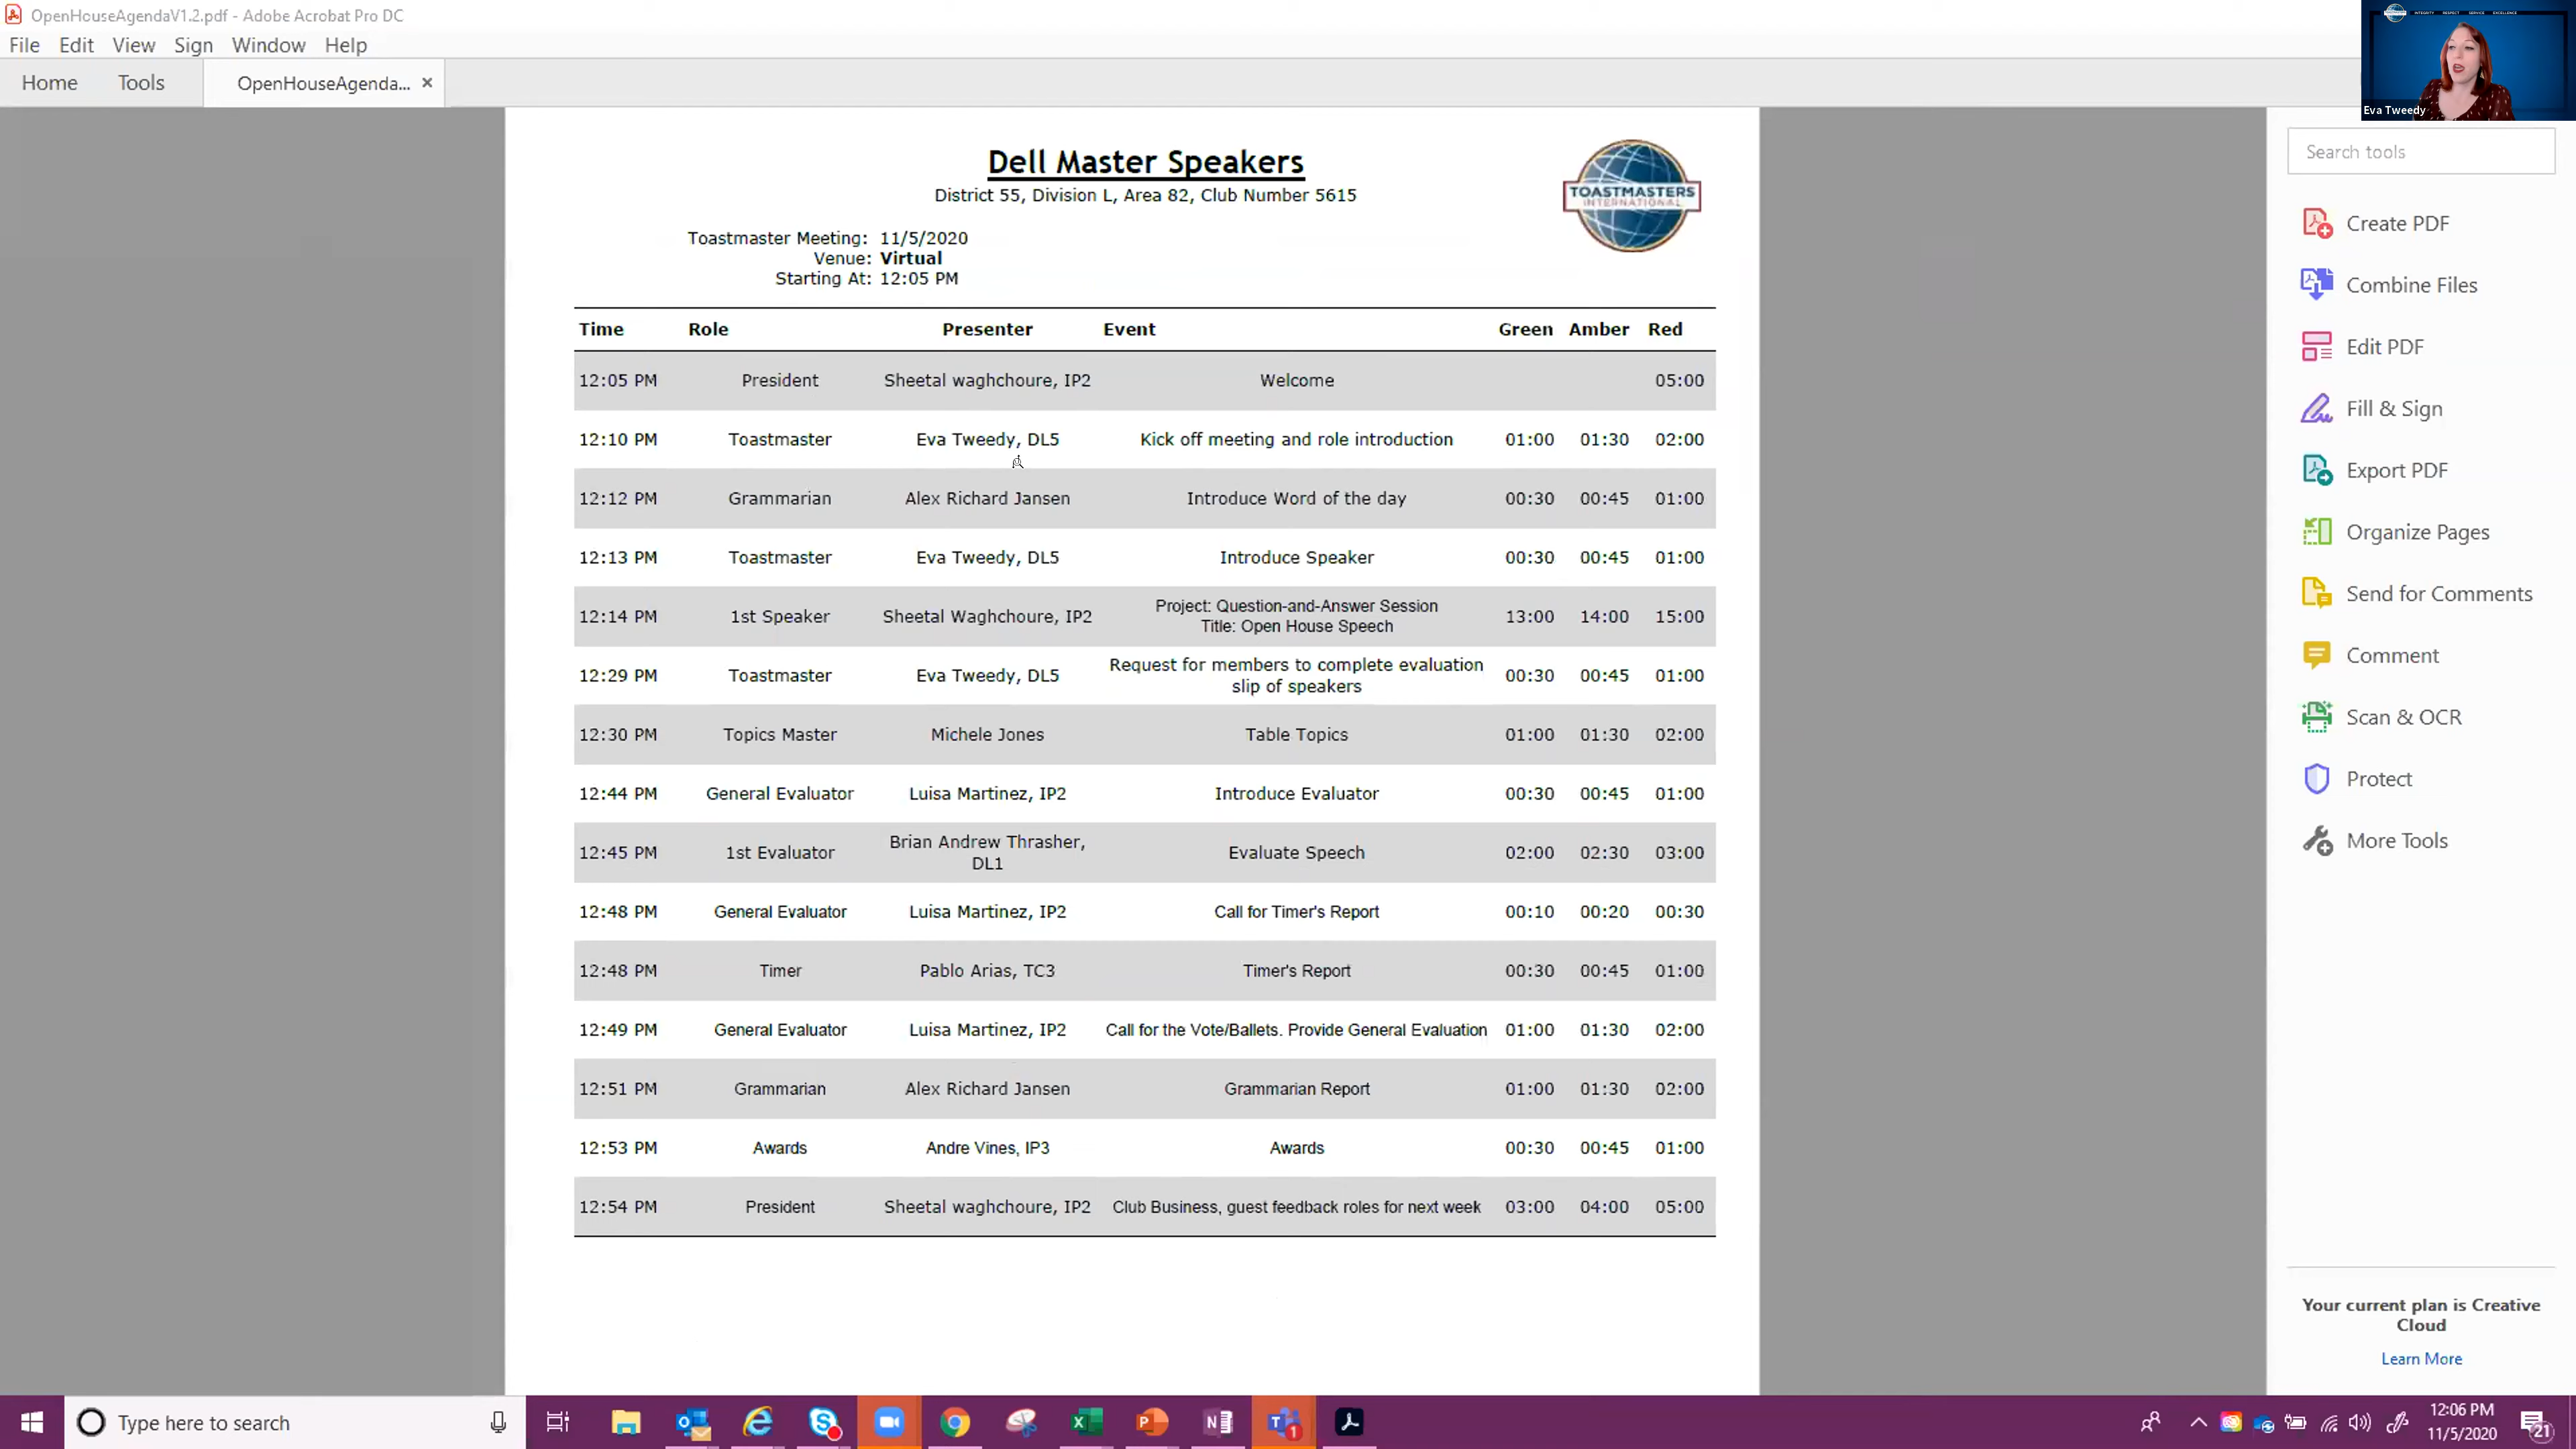 OpenHouseAgendaV1.2.pdf - Adobe Acrobat Pro DC
File Edit View Sign Window Help
Home Tools OpenHouseAgenda... ×
INTEGRITY RESPECT SERVICE EXCELLENCE
Eva Tweedy
Dell Master Speakers
District 55, Division L, Area 82, Club Number 5615
TOASTMASTERS
INTERNATIONAL
Toastmaster Meeting: 11/5/2020
Venue: Virtual
Starting At: 12:05 PM
Time Role Presenter Event Green Amber Red
12:05 PM President Sheetal waghchoure, IP2 Welcome 05:00
12:10 PM Toastmaster Eva Tweedy, DL5 Kick off meeting and role introduction 01:00 01:30 02:00
12:12 PM Grammarian Alex Richard Jansen Introduce Word of the day 00:30 00:45 01:00
12:13 PM Toastmaster Eva Tweedy, DL5 Introduce Speaker 00:30 00:45 01:00
12:14 PM 1st Speaker Sheetal Waghchoure, IP2 Project: Question-and-Answer Session 13:00 14:00 15:00
Title: Open House Speech
12:29 PM Toastmaster Eva Tweedy, DL5 Request for members to complete evaluation 00:30 00:45 01:00
slip of speakers
12:30 PM Topics Master Michele Jones Table Topics 01:00 01:30 02:00
12:44 PM General Evaluator Luisa Martinez, IP2 Introduce Evaluator 00:30 00:45 01:00
12:45 PM 1st Evaluator Brian Andrew Thrasher, Evaluate Speech 02:00 02:30 03:00
DL1
12:48 PM General Evaluator Luisa Martinez, IP2 Call for Timer's Report 00:10 00:20 00:30
12:48 PM Timer Pablo Arias, TC3 Timer's Report 00:30 00:45 01:00
12:49 PM General Evaluator Luisa Martinez, IP2 Call for the Vote/Ballets. Provide General Evaluation 01:00 01:30 02:00
12:51 PM Grammarian Alex Richard Jansen Grammarian Report 01:00 01:30 02:00
12:53 PM Awards Andre Vines, IP3 Awards 00:30 00:45 01:00
12:54 PM President Sheetal waghchoure, IP2 Club Business, guest feedback roles for next week 03:00 04:00 05:00
Search tools
Create PDF
Combine Files
Edit PDF
Fill & Sign
Export PDF
Organize Pages
Send for Comments
Comment
Scan & OCR
Protect
More Tools
Your current plan is Creative
Cloud
Learn More
Type here to search
12:06 PM
11/5/2020
21